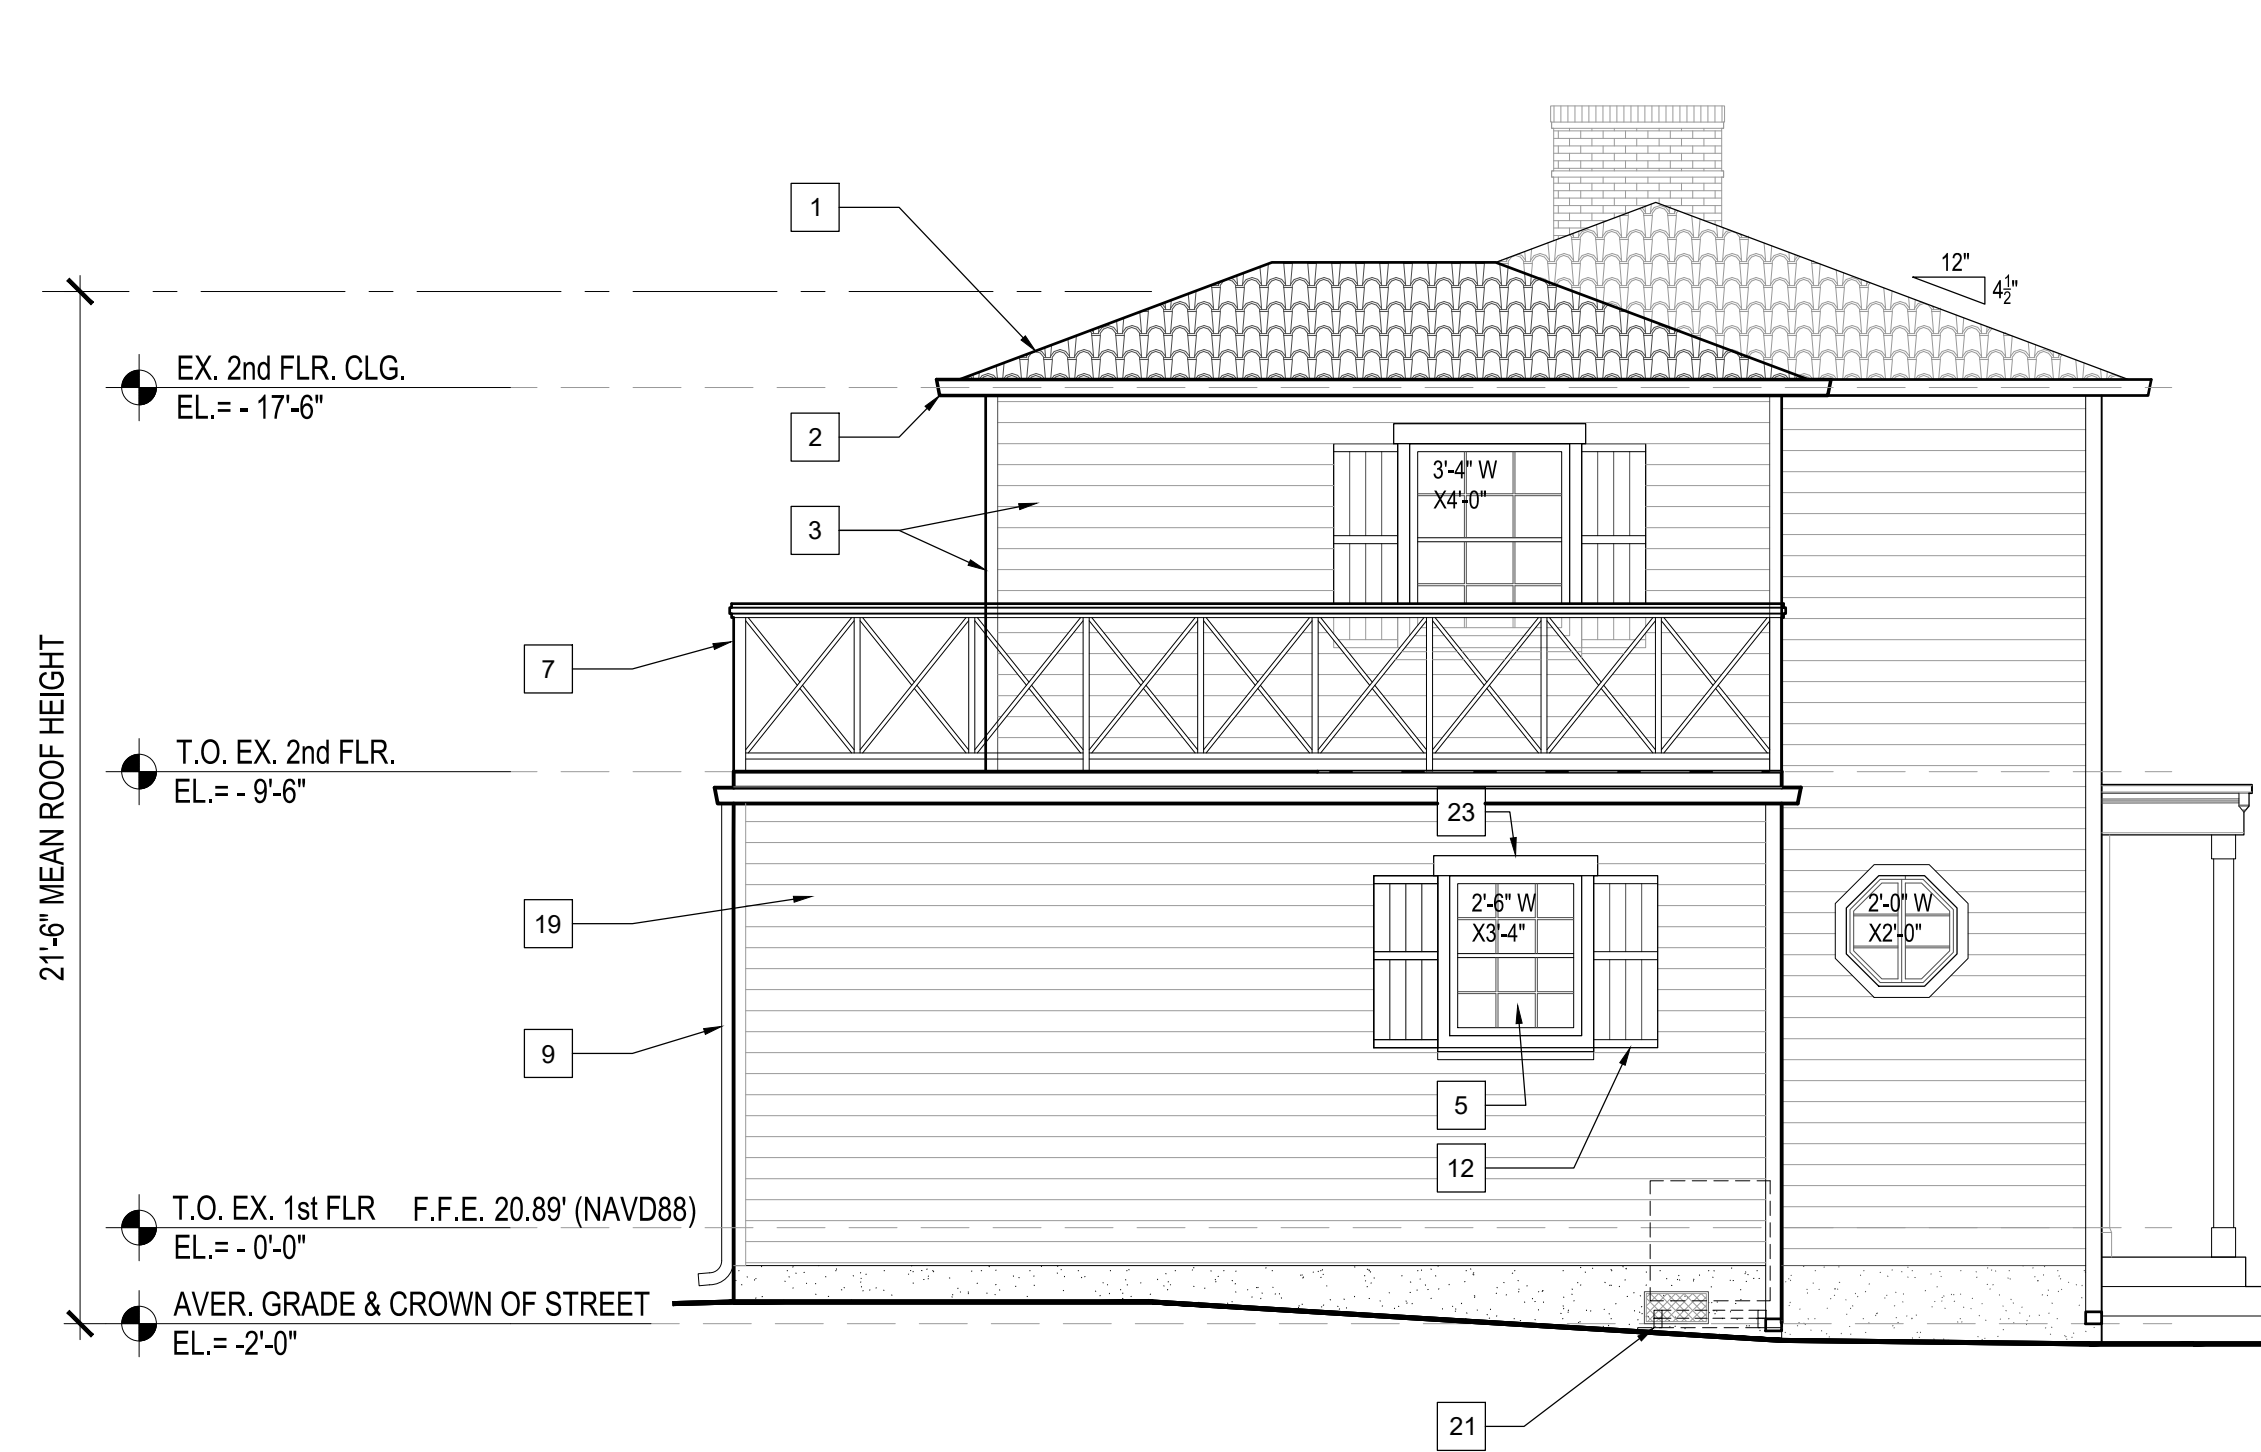 1
12"
4 1/2"
EX. 2nd FLR. CLG.
EL.= - 17'-6"
2
3'-4" W
X4'-0"
3
7
21'-6" MEAN ROOF HEIGHT
T.O. EX. 2nd FLR.
EL.= - 9'-6"
23
19
2'-6" W
X3'-4"
2'-0" W
X2'-0"
9
5
12
T.O. EX. 1st FLR F.F.E. 20.89' (NAVD88)
EL.= - 0'-0"
AVER. GRADE & CROWN OF STREET
EL.= -2'-0"
21